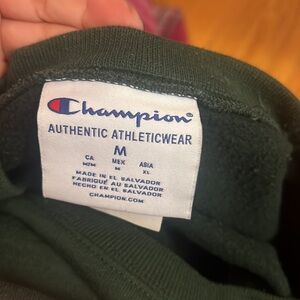 Champion®
AUTHENTIC ATHLETICWEAR
M
CA MEX ASIA
M/M M XL
MADE IN EL SALVADOR
FABRIQUÉ AU SALVADOR
HECHO EN EL SALVADOR
CHAMPION.COM